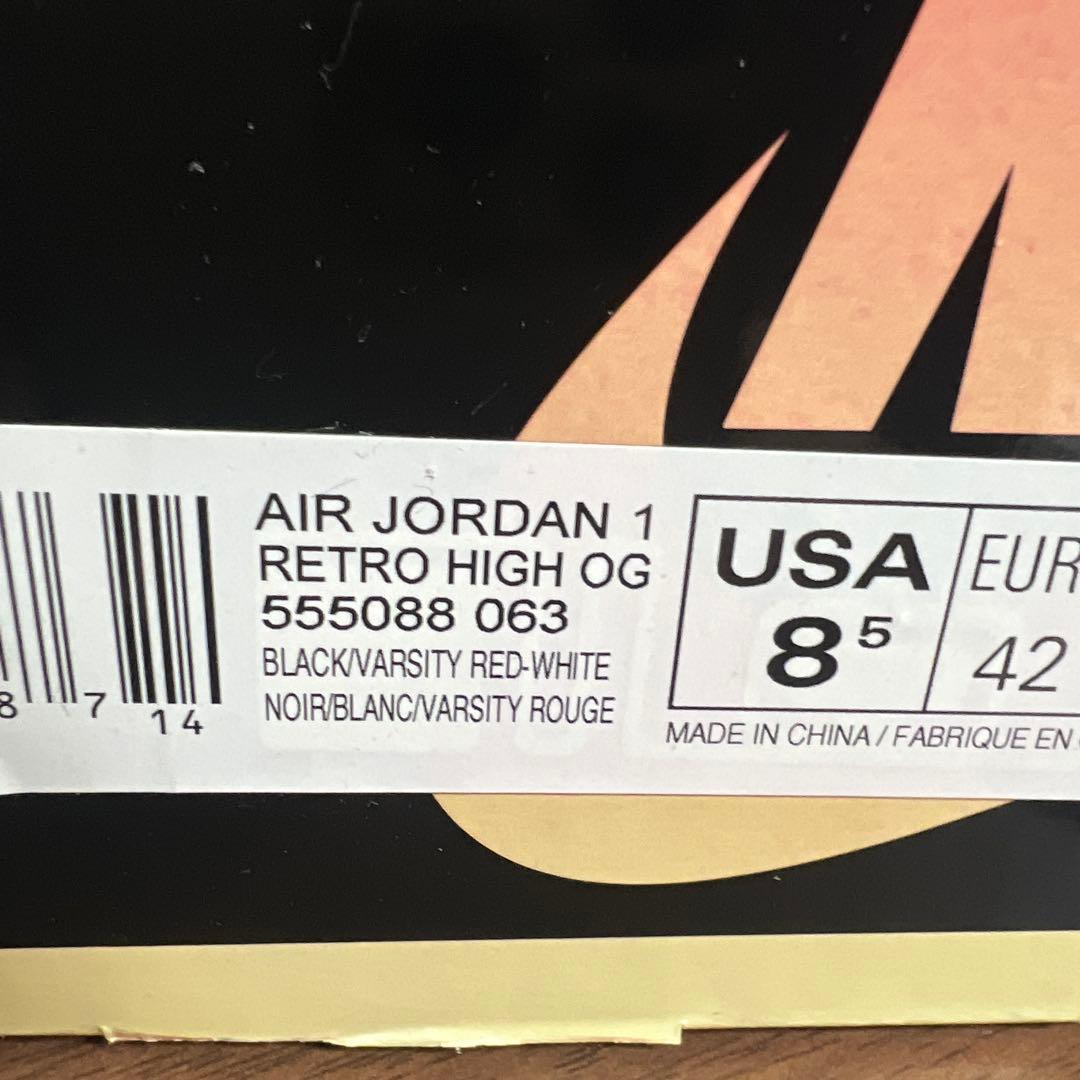 AIR JORDAN 1
RETRO HIGH OG
555088 063
BLACK/VARSITY RED-WHITE
NOIR/BLANC/VARSITY ROUGE
8 7 14
USA
8 5
EUR
42
MADE IN CHINA / FABRIQUE EN